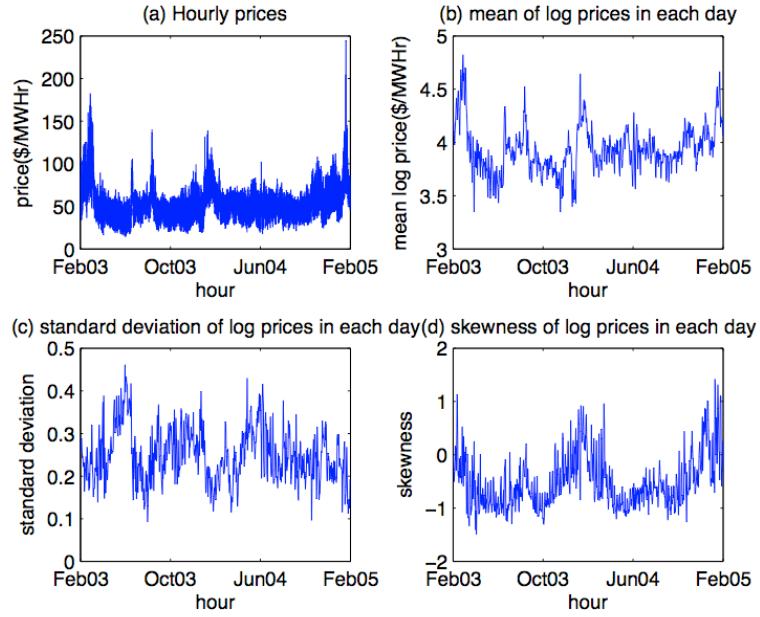 (a) Hourly prices
price($/MWHr)
250
200
150
100
50
0
Feb03 Oct03 Jun04 Feb05
hour
(b) mean of log prices in each day
mean log price($/MWHr)
5
4.5
4
3.5
3
Feb03 Oct03 Jun04 Feb05
hour
(c) standard deviation of log prices in each day
standard deviation
0.5
0.4
0.3
0.2
0.1
0
Feb03 Oct03 Jun04 Feb05
hour
(d) skewness of log prices in each day
skewness
2
1
0
−1
−2
Feb03 Oct03 Jun04 Feb05
hour